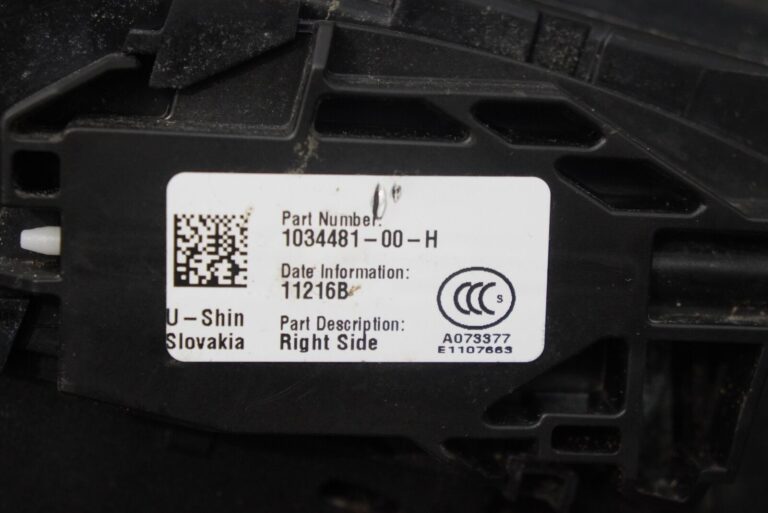 Part Number:
1034481-00-H
Date Information:
11216B
U-Shin
Slovakia
Part Description:
Right Side
CCC S
A073377
E1107663